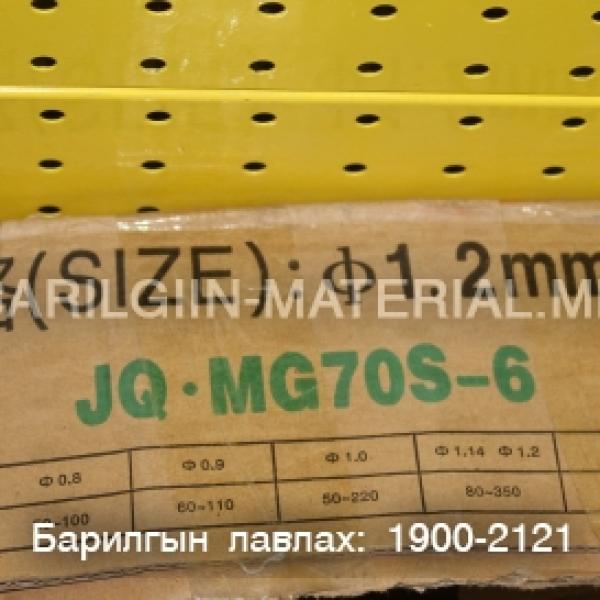 (SIZE): Φ1.2mm
BARILGIIN-MATERIAL.M
JQ·MG70S-6
Φ0.8 Φ0.9 Φ1.0 Φ1.14 Φ1.2
60~110 50~220 80~350
Барилгын лавлах: 1900-2121